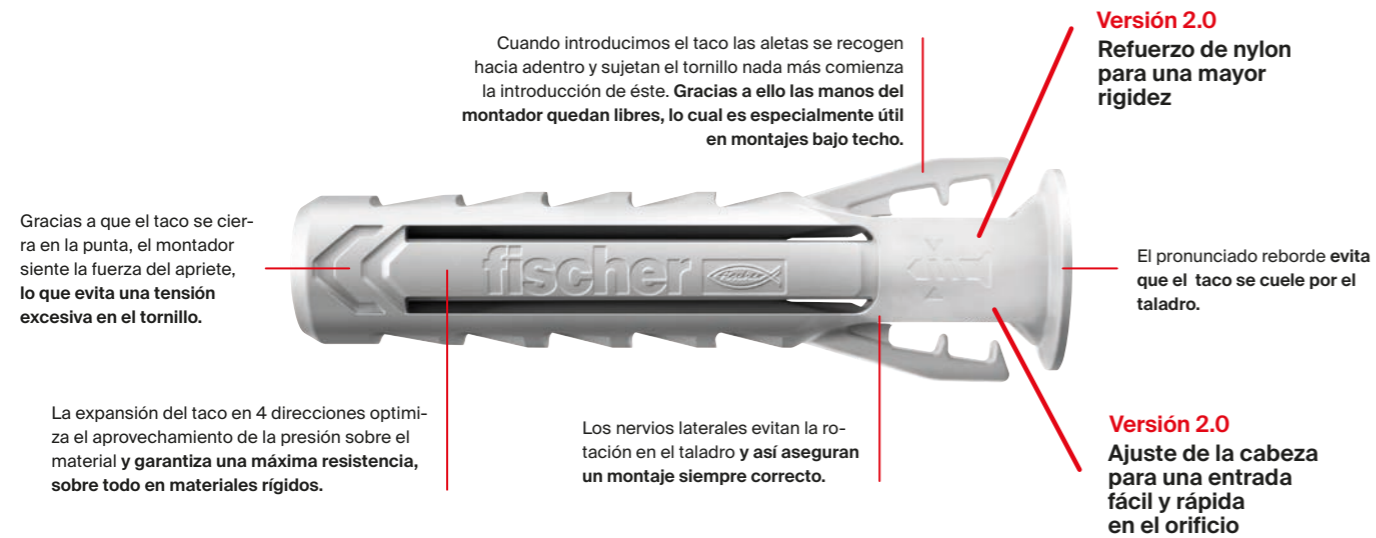 Versión 2.0
Refuerzo de nylon
para una mayor
rigidez
Cuando introducimos el taco las aletas se recogen
hacia adentro y sujetan el tornillo nada más comienza
la introducción de éste. Gracias a ello las manos del
montador quedan libres, lo cual es especialmente útil
en montajes bajo techo.
Gracias a que el taco se cier-
ra en la punta, el montador
siente la fuerza del apriete,
lo que evita una tensión
excesiva en el tornillo.
fischer
fischer
El pronunciado reborde evita
que el taco se cuele por el
taladro.
La expansión del taco en 4 direcciones optimi-
za el aprovechamiento de la presión sobre el
material y garantiza una máxima resistencia,
sobre todo en materiales rígidos.
Los nervios laterales evitan la ro-
tación en el taladro y así aseguran
un montaje siempre correcto.
Versión 2.0
Ajuste de la cabeza
para una entrada
fácil y rápida
en el orificio